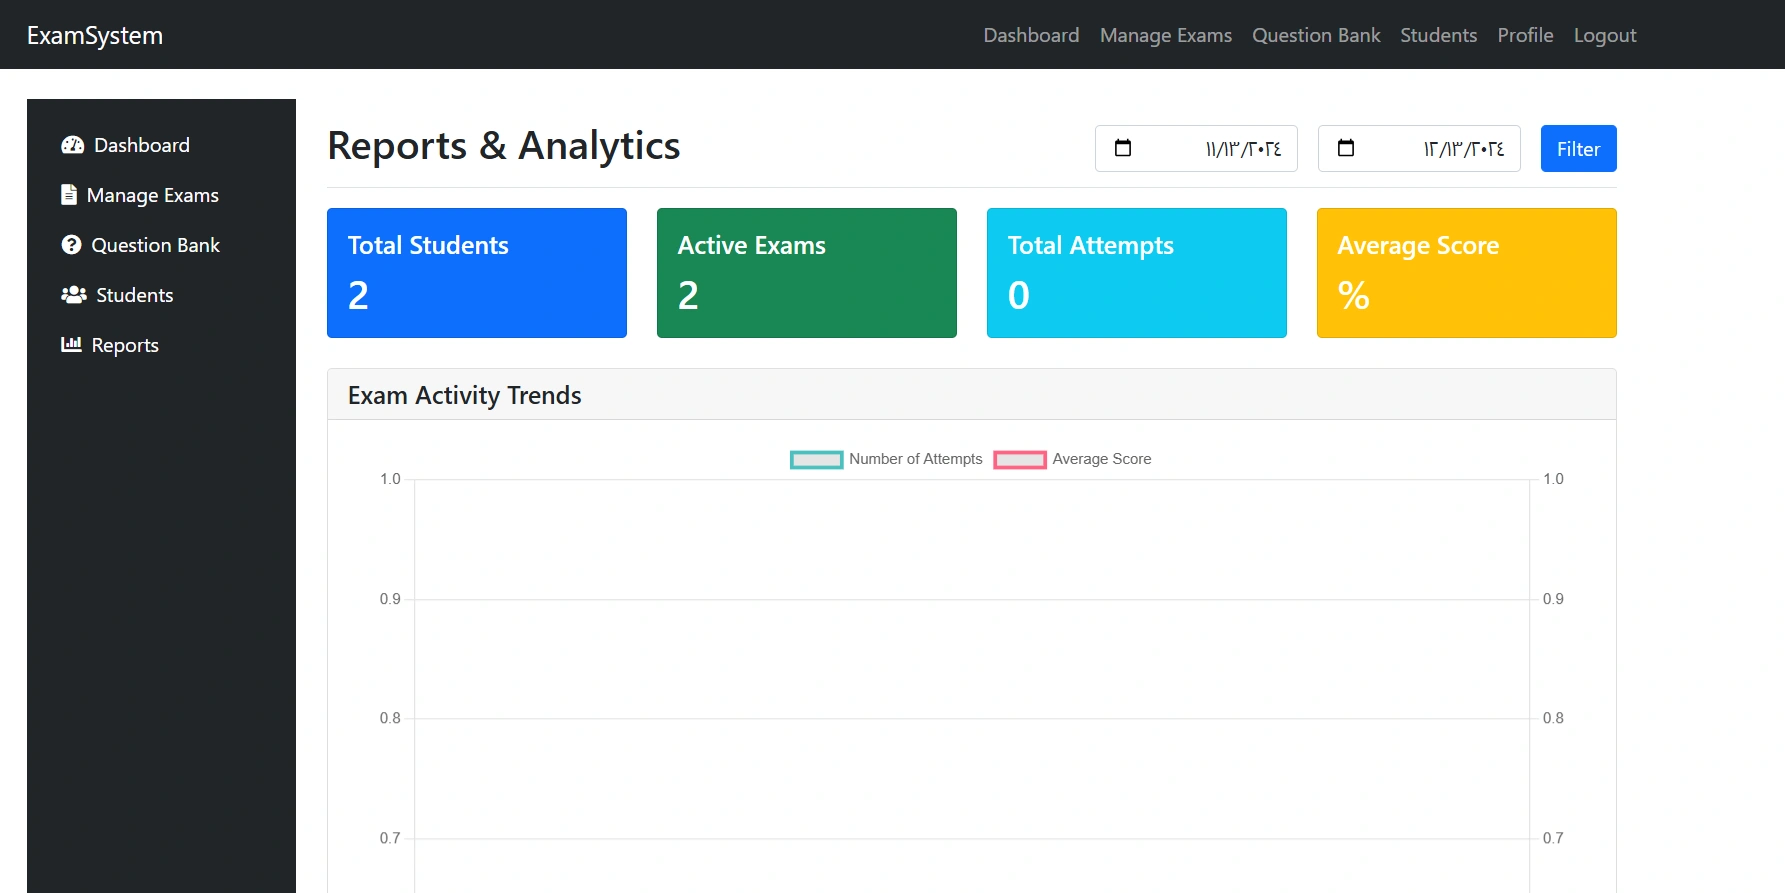 ExamSystem
Dashboard Manage Exams Question Bank Students Profile Logout
Dashboard
Manage Exams
Question Bank
Students
Reports
Reports & Analytics
١١/١٣/٢٠٢٤
١٢/١٣/٢٠٢٤
Filter
Total Students
2
Active Exams
2
Total Attempts
0
Average Score
%
Exam Activity Trends
Number of Attempts Average Score
1.0 1.0
0.9 0.9
0.8 0.8
0.7 0.7